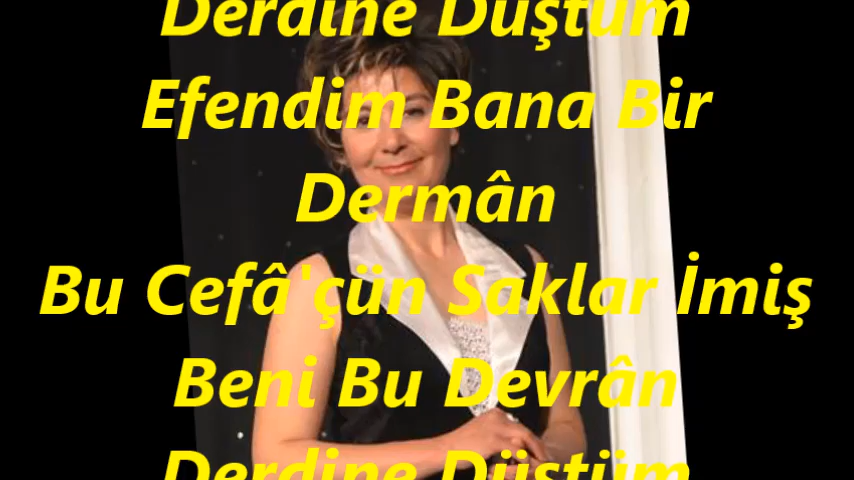 Derdine Düştüm
Efendim Bana Bir
Dermân
Bu Cefâ'çün Saklar İmiş
Beni Bu Devrân
Derdine Düştüm